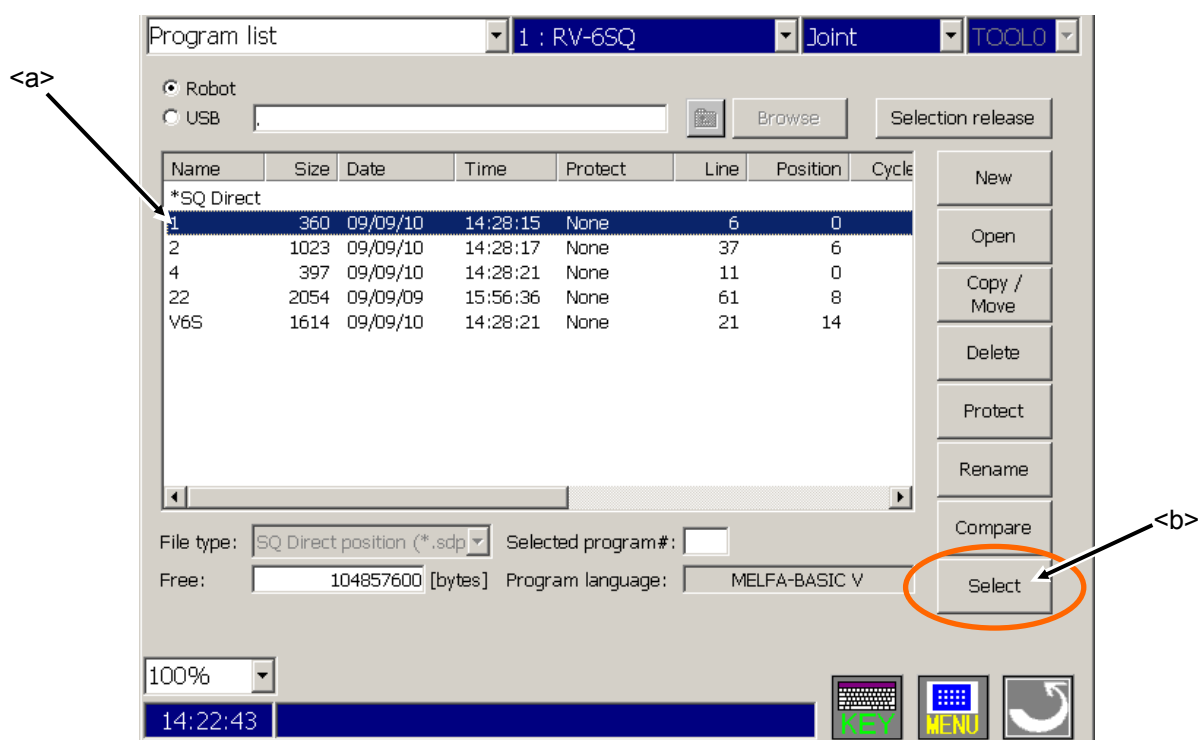 Program list 1 : RV-6SQ Joint TOOL0
<a>
Robot
USB . Browse Selection release
Name Size Date Time Protect Line Position Cycle
New
*SQ Direct
1 360 09/09/10 14:28:15 None 6 0
2 1023 09/09/10 14:28:17 None 37 6
Open
4 397 09/09/10 14:28:21 None 11 0
22 2054 09/09/09 15:56:36 None 61 8
Copy /
Move
V6S 1614 09/09/10 14:28:21 None 21 14
Delete
Protect
Rename
Compare
<b>
File type: SQ Direct position (*.sdp Selected program#:
Free: 104857600 [bytes] Program language: MELFA-BASIC V
Select
100%
14:22:43
KEY MENU